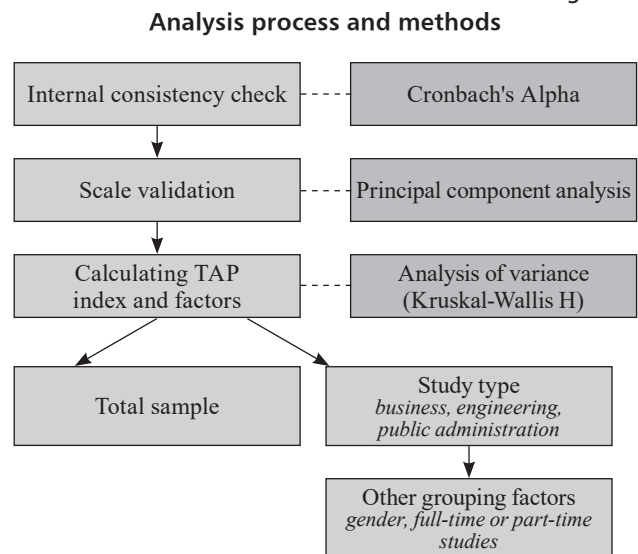 Analysis process and methods
Internal consistency check
Cronbach's Alpha
Scale validation
Principal component analysis
Calculating TAP
index and factors
Analysis of variance
(Kruskal-Wallis H)
Total sample
Study type
business, engineering,
public administration
Other grouping factors
gender, full-time or part-time
studies